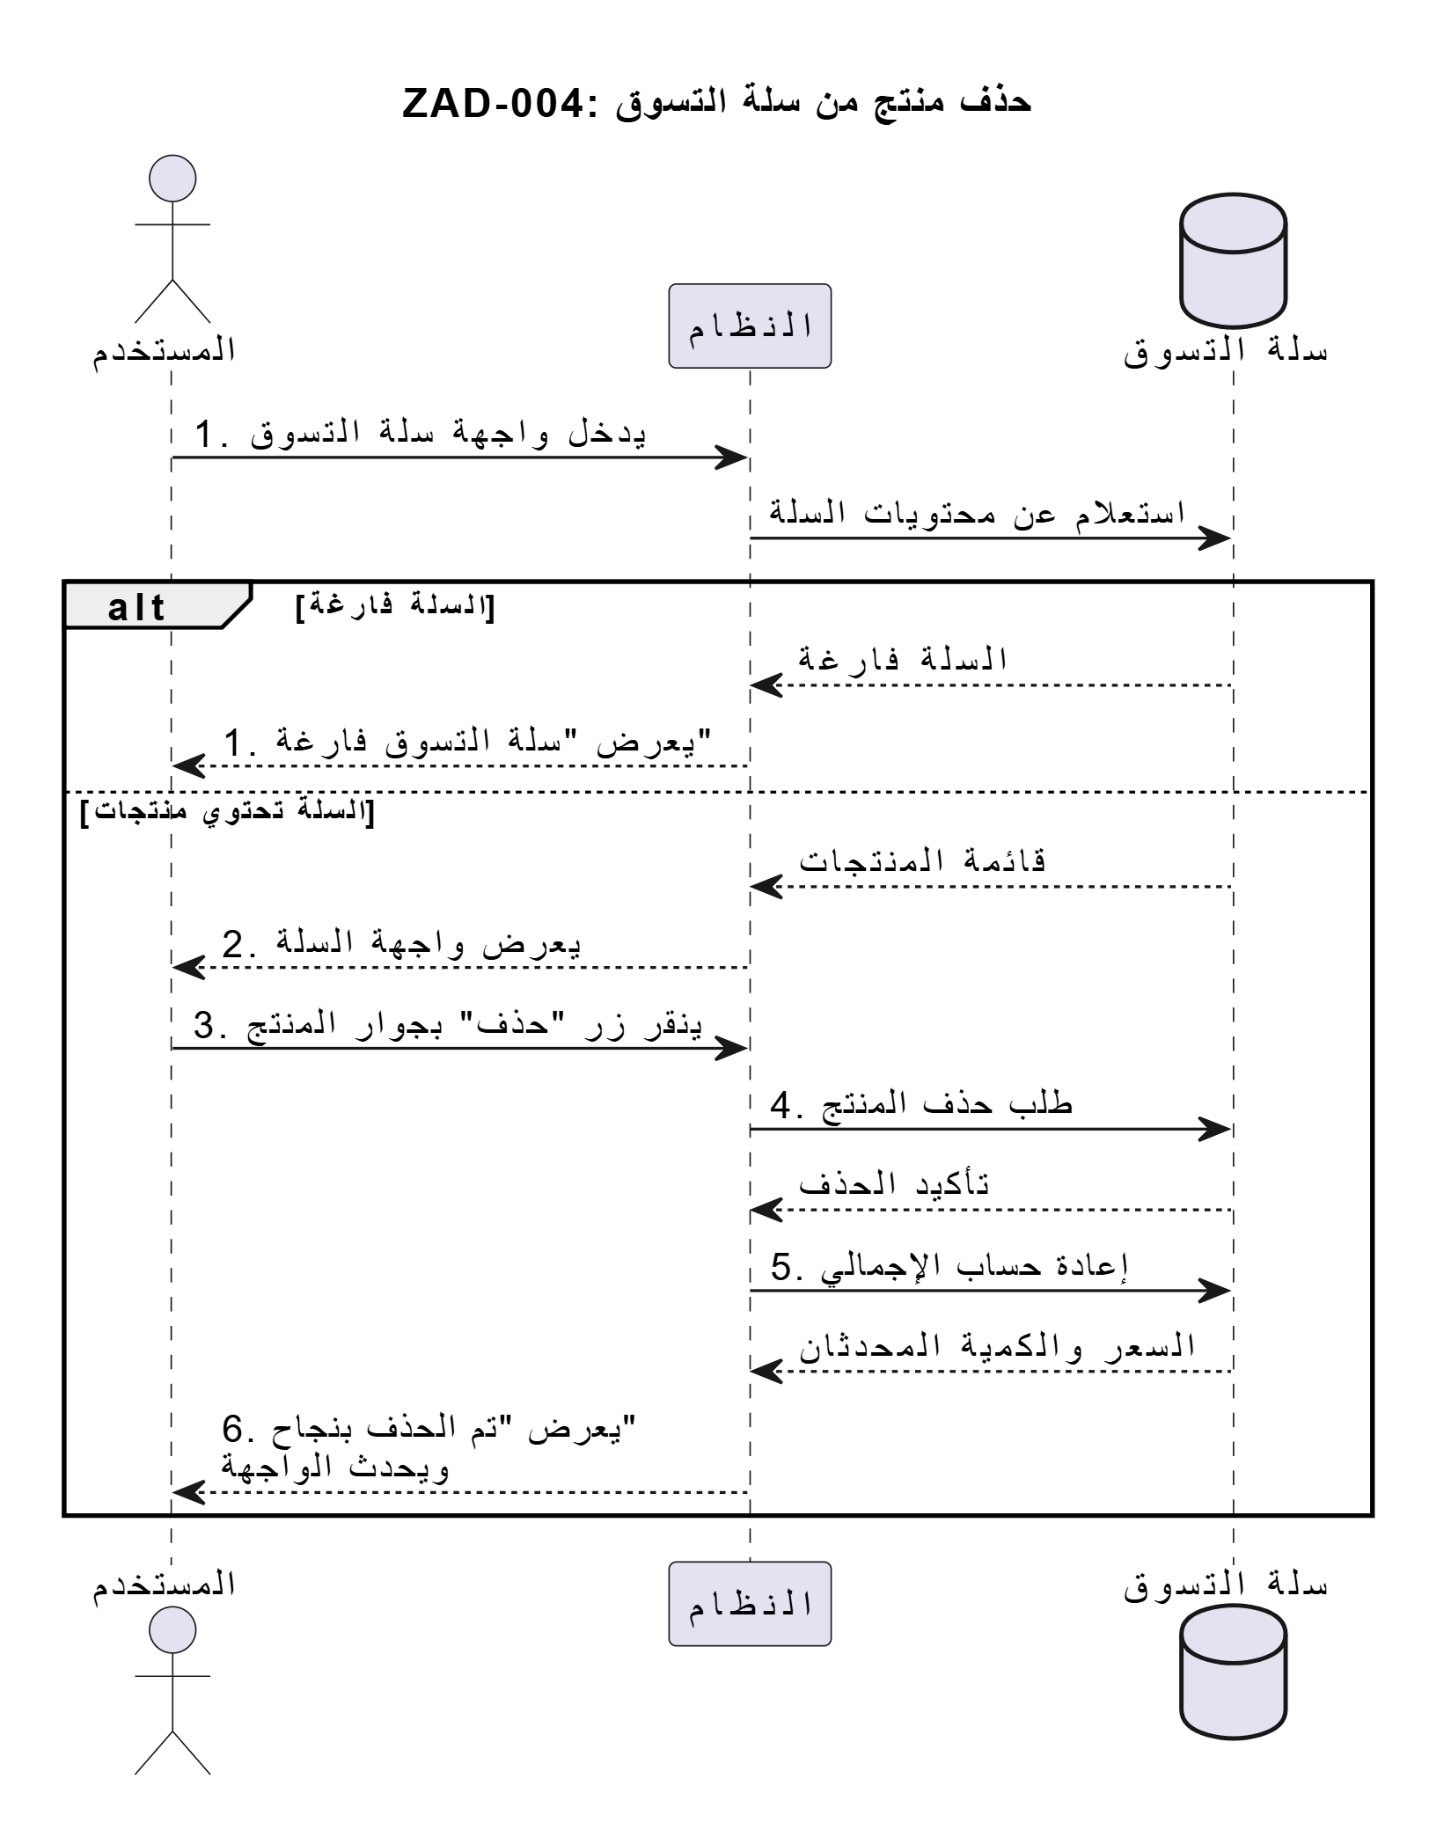 ZAD-004: حذف منتج من سلة التسوق
المستخدم
النظام
سلة التسوق
1. يدخل واجهة سلة التسوق
استعلام عن محتويات السلة
alt
[السلة فارغة]
السلة فارغة
1. يعرض "سلة التسوق فارغة"
[السلة تحتوي منتجات]
قائمة المنتجات
2. يعرض واجهة السلة
3. ينقر زر "حذف" بجوار المنتج
4. طلب حذف المنتج
تأكيد الحذف
5. إعادة حساب الإجمالي
السعر والكمية المحدثان
6. يعرض "تم الحذف بنجاح"
ويحدث الواجهة
المستخدم
النظام
سلة التسوق